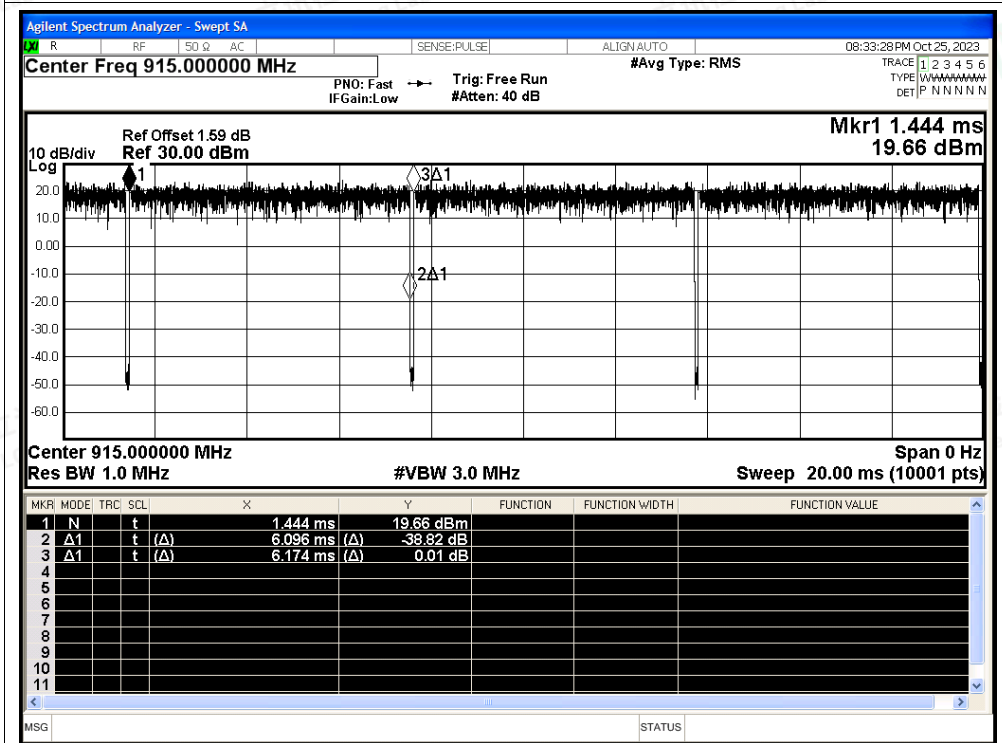 Agilent Spectrum Analyzer - Swept SA
LXI R RF 50 Ω AC SENSE:PULSE ALIGN AUTO 08:33:28 PM Oct 25, 2023
Center Freq 915.000000 MHz #Avg Type: RMS TRACE 1 2 3 4 5 6
PNO: Fast Trig: Free Run TYPE WWWWWW
IFGain:Low #Atten: 40 dB DET P N N N N N
Mkr1 1.444 ms
Ref Offset 1.59 dB
10 dB/div Ref 30.00 dBm 19.66 dBm
Log
1 3Δ1
20.0
10.0
0.00
-10.0 2Δ1
-20.0
-30.0
-40.0
-50.0
-60.0
Center 915.000000 MHz Span 0 Hz
Res BW 1.0 MHz #VBW 3.0 MHz Sweep 20.00 ms (10001 pts)
MKR MODE TRC SCL X Y FUNCTION FUNCTION WIDTH FUNCTION VALUE
1 N t 1.444 ms 19.66 dBm
2 Δ1 t (Δ) 6.096 ms (Δ) -38.82 dB
3 Δ1 t (Δ) 6.174 ms (Δ) 0.01 dB
4
5
6
7
8
9
10
11
MSG STATUS